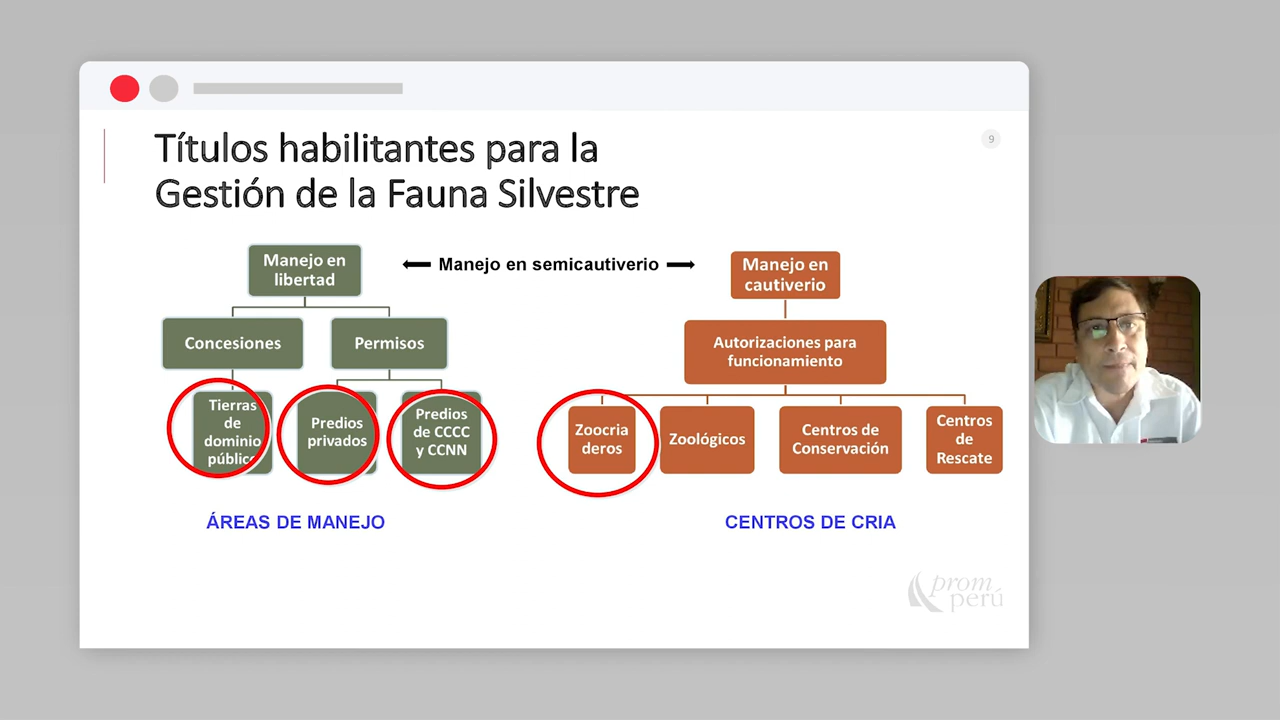 Títulos habilitantes para la
Gestión de la Fauna Silvestre
9
Manejo en
libertad
Manejo en semicautiverio
Manejo en
cautiverio
Concesiones
Permisos
Autorizaciones para
funcionamiento
Tierras
de
dominio
público
Predios
privados
Predios
de CCCC
y CCNN
Zoocria
deros
Zoológicos
Centros de
Conservación
Centros
de
Rescate
ÁREAS DE MANEJO
CENTROS DE CRIA
prom
perú